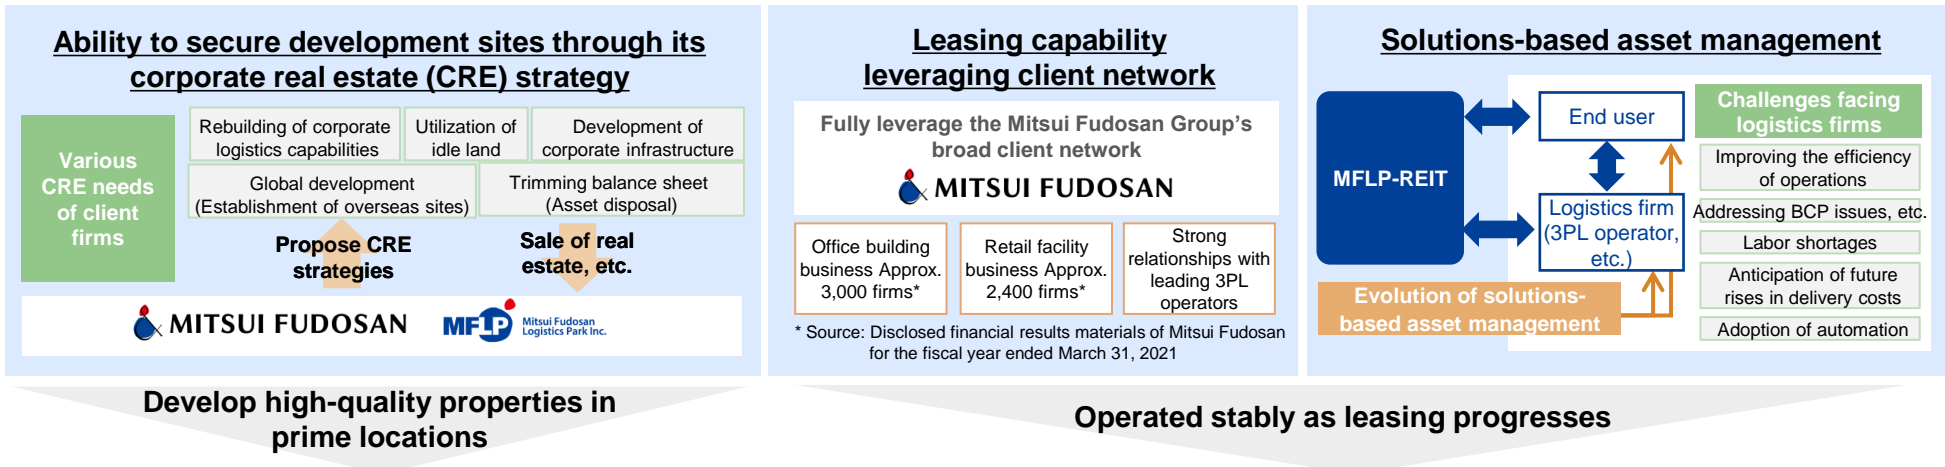 Ability to secure development sites through its
corporate real estate (CRE) strategy
Various
CRE needs
of client
firms
Rebuilding of corporate
logistics capabilities
Utilization of
idle land
Development of
corporate infrastructure
Global development
(Establishment of overseas sites)
Trimming balance sheet
(Asset disposal)
Propose CRE
strategies
Sale of real
estate, etc.
MITSUI FUDOSAN
MFLP
Mitsui Fudosan
Logistics Park Inc.
Develop high-quality properties in
prime locations
Leasing capability
leveraging client network
Fully leverage the Mitsui Fudosan Group's
broad client network
MITSUI FUDOSAN
Office building
business Approx.
3,000 firms*
Retail facility
business Approx.
2,400 firms*
Strong
relationships with
leading 3PL
operators
* Source: Disclosed financial results materials of Mitsui Fudosan
for the fiscal year ended March 31, 2021
Solutions-based asset management
MFLP-REIT
End user
Logistics firm
(3PL operator,
etc.)
Evolution of solutions-
based asset management
Challenges facing
logistics firms
Improving the efficiency
of operations
Addressing BCP issues, etc.
Labor shortages
Anticipation of future
rises in delivery costs
Adoption of automation
Operated stably as leasing progresses